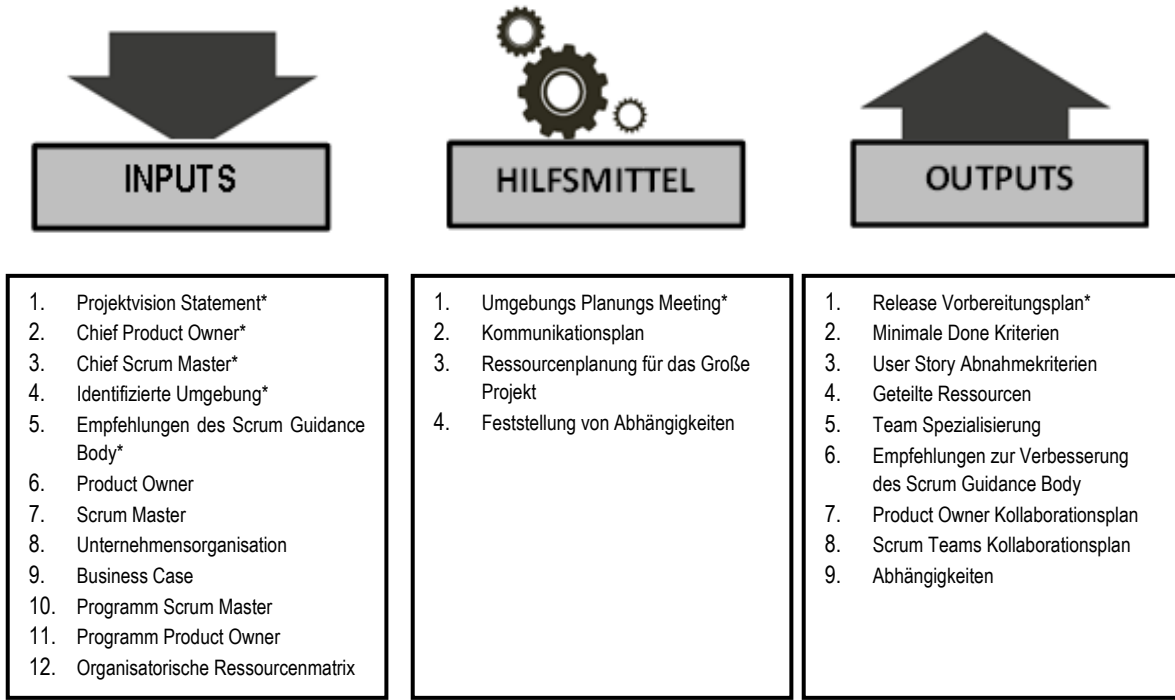 INPUTS
HILFSMITTEL
OUTPUTS
1. Projektvision Statement*
2. Chief Product Owner*
3. Chief Scrum Master*
4. Identifizierte Umgebung*
5. Empfehlungen des Scrum Guidance
Body*
6. Product Owner
7. Scrum Master
8. Unternehmensorganisation
9. Business Case
10. Programm Scrum Master
11. Programm Product Owner
12. Organisatorische Ressourcenmatrix
1. Umgebungs Planungs Meeting*
2. Kommunikationsplan
3. Ressourcenplanung für das Große
Projekt
4. Feststellung von Abhängigkeiten
1. Release Vorbereitungsplan*
2. Minimale Done Kriterien
3. User Story Abnahmekriterien
4. Geteilte Ressourcen
5. Team Spezialisierung
6. Empfehlungen zur Verbesserung
des Scrum Guidance Body
7. Product Owner Kollaborationsplan
8. Scrum Teams Kollaborationsplan
9. Abhängigkeiten